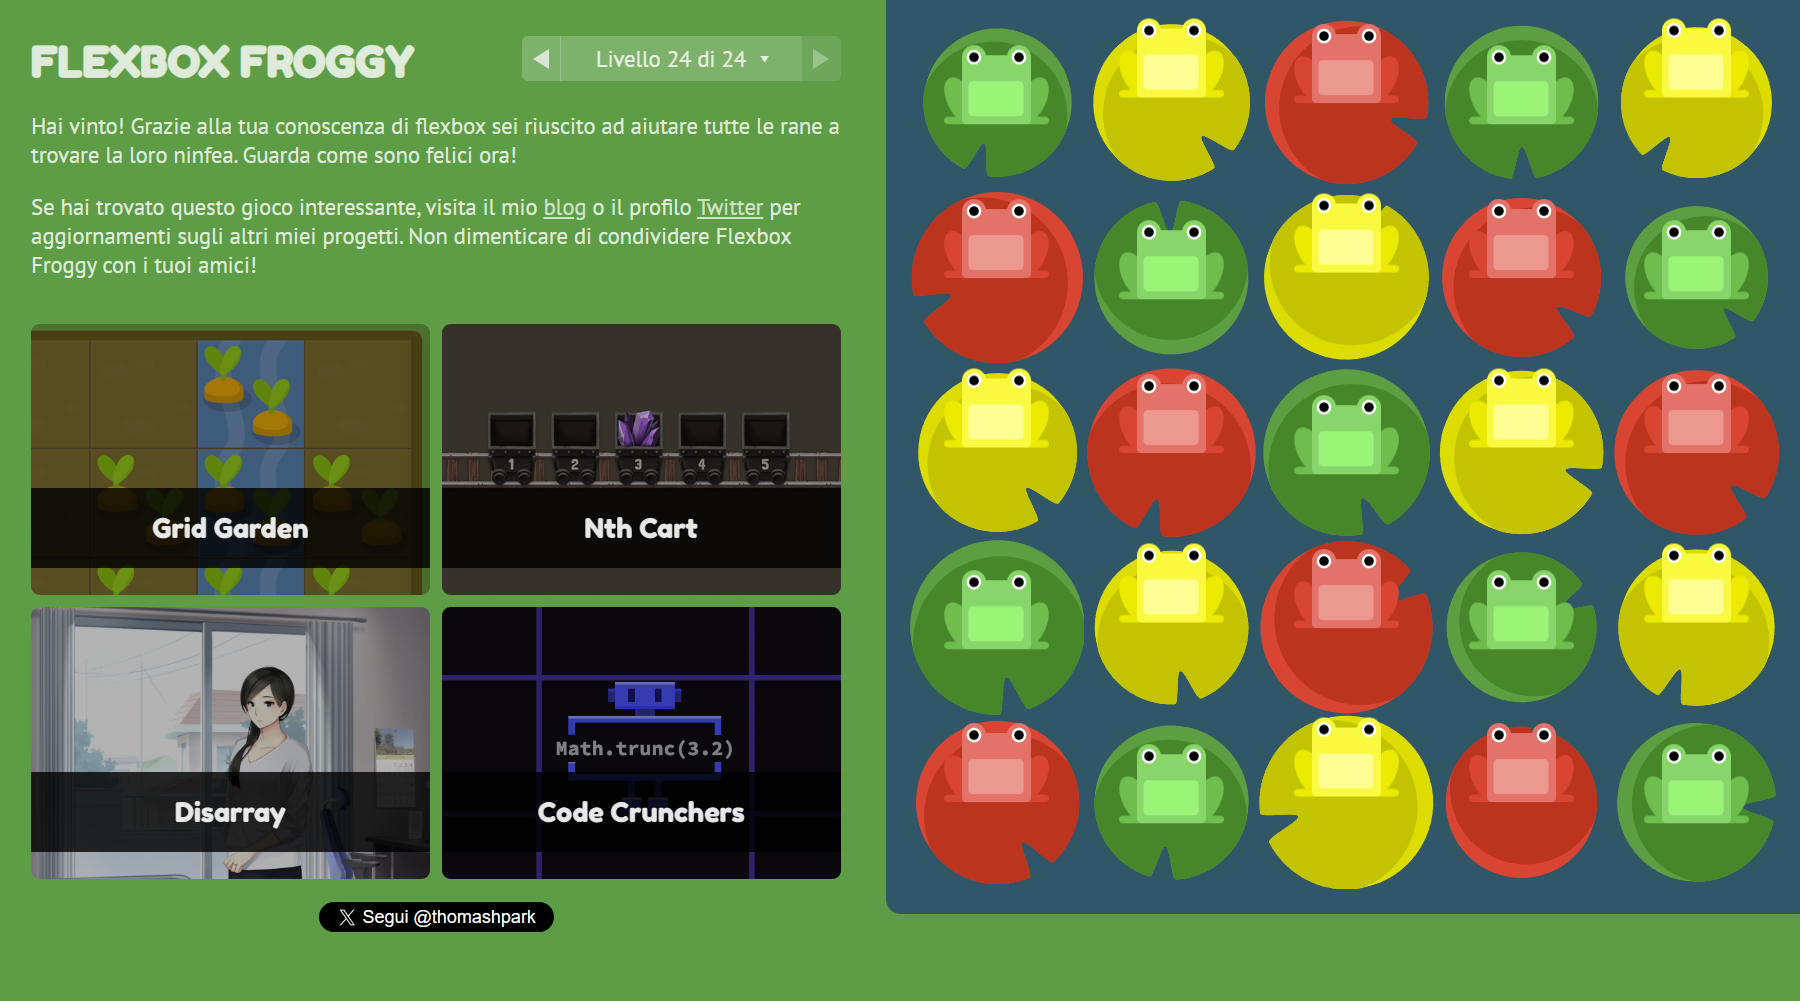 FLEXBOX FROGGY
Livello 24 di 24
Hai vinto! Grazie alla tua conoscenza di flexbox sei riuscito ad aiutare tutte le rane a
trovare la loro ninfea. Guarda come sono felici ora!
Se hai trovato questo gioco interessante, visita il mio blog o il profilo Twitter per
aggiornamenti sugli altri miei progetti. Non dimenticare di condividere Flexbox
Froggy con i tuoi amici!
Grid Garden
1 2 3 4 5
Nth Cart
Disarray
Math.trunc(3.2)
Code Crunchers
Segui @thomashpark